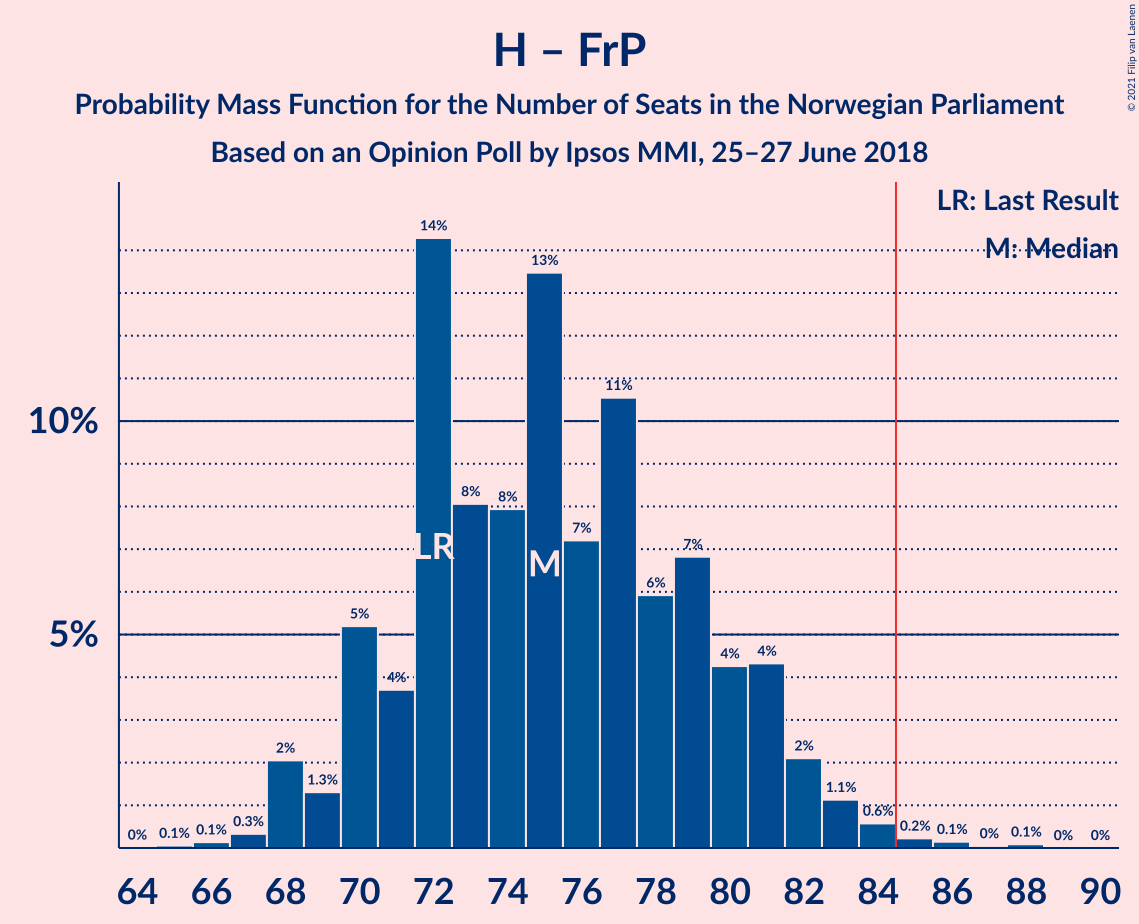 H – FrP
Probability Mass Function for the Number of Seats in the Norwegian Parliament
Based on an Opinion Poll by Ipsos MMI, 25–27 June 2018
© 2021 Filip van Laenen
LR: Last Result
M: Median
10%
5%
0% 0.1% 0.1% 0.3% 2% 1.3% 5% 4% 14% 8% 8% 13% 7% 11% 6% 7% 4% 4% 2% 1.1% 0.6% 0.2% 0.1% 0% 0.1% 0% 0%
LR M
64 66 68 70 72 74 76 78 80 82 84 86 88 90